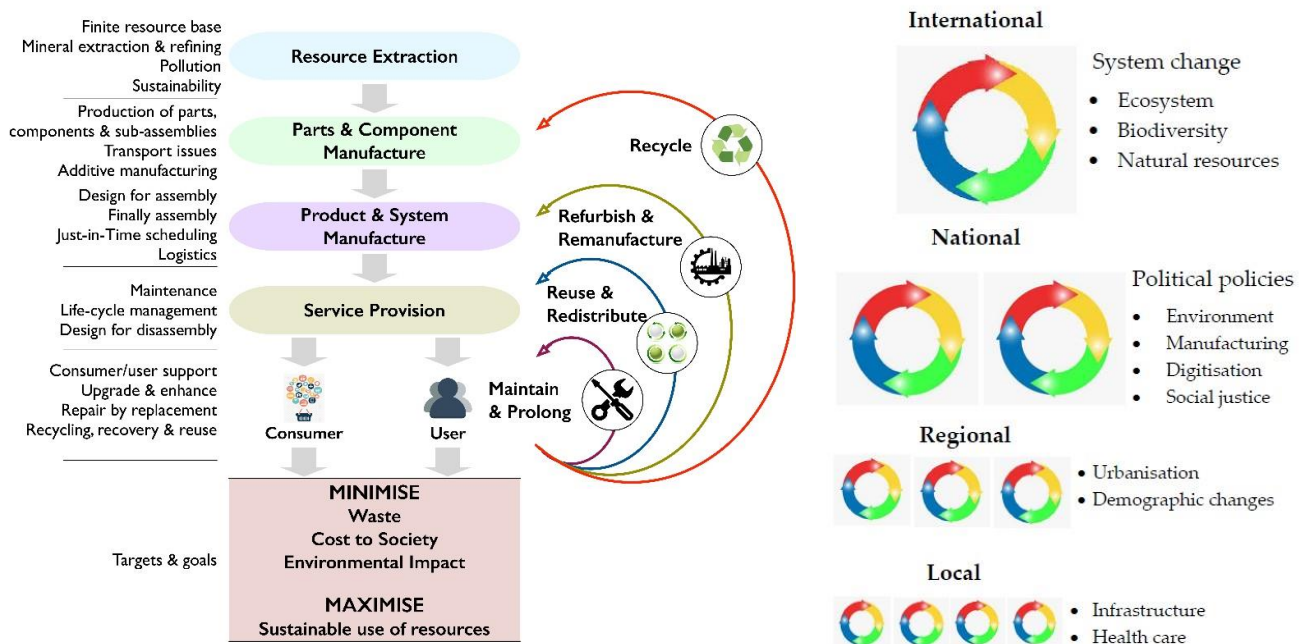 Finite resource base
Mineral extraction & refining
Pollution
Sustainability
Resource Extraction
Production of parts,
components & sub-assemblies
Transport issues
Additive manufacturing
Parts & Component
Manufacture
Design for assembly
Finally assembly
Just-in-Time scheduling
Logistics
Product & System
Manufacture
Maintenance
Life-cycle management
Design for disassembly
Service Provision
Consumer/user support
Upgrade & enhance
Repair by replacement
Recycling, recovery & reuse
Consumer
User
Recycle
Refurbish &
Remanufacture
Reuse &
Redistribute
Maintain
& Prolong
Targets & goals
MINIMISE
Waste
Cost to Society
Environmental Impact
MAXIMISE
Sustainable use of resources
International
System change
• Ecosystem
• Biodiversity
• Natural resources
National
Political policies
• Environment
• Manufacturing
• Digitisation
• Social justice
Regional
• Urbanisation
• Demographic changes
Local
• Infrastructure
• Health care